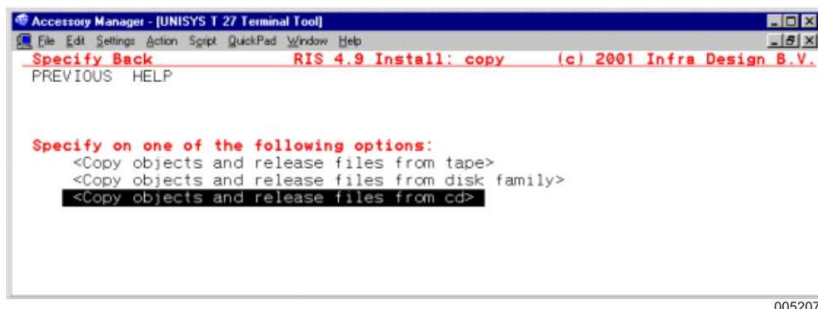 Accessory Manager - [UNISYS T 27 Terminal Tool]
File Edit Settings Action Script QuickPad Window Help
Specify Back RIS 4.9 Install: copy (c) 2001 Infra Design B.V.
PREVIOUS HELP
Specify on one of the following options:
<Copy objects and release files from tape>
<Copy objects and release files from disk family>
<Copy objects and release files from cd>
005207